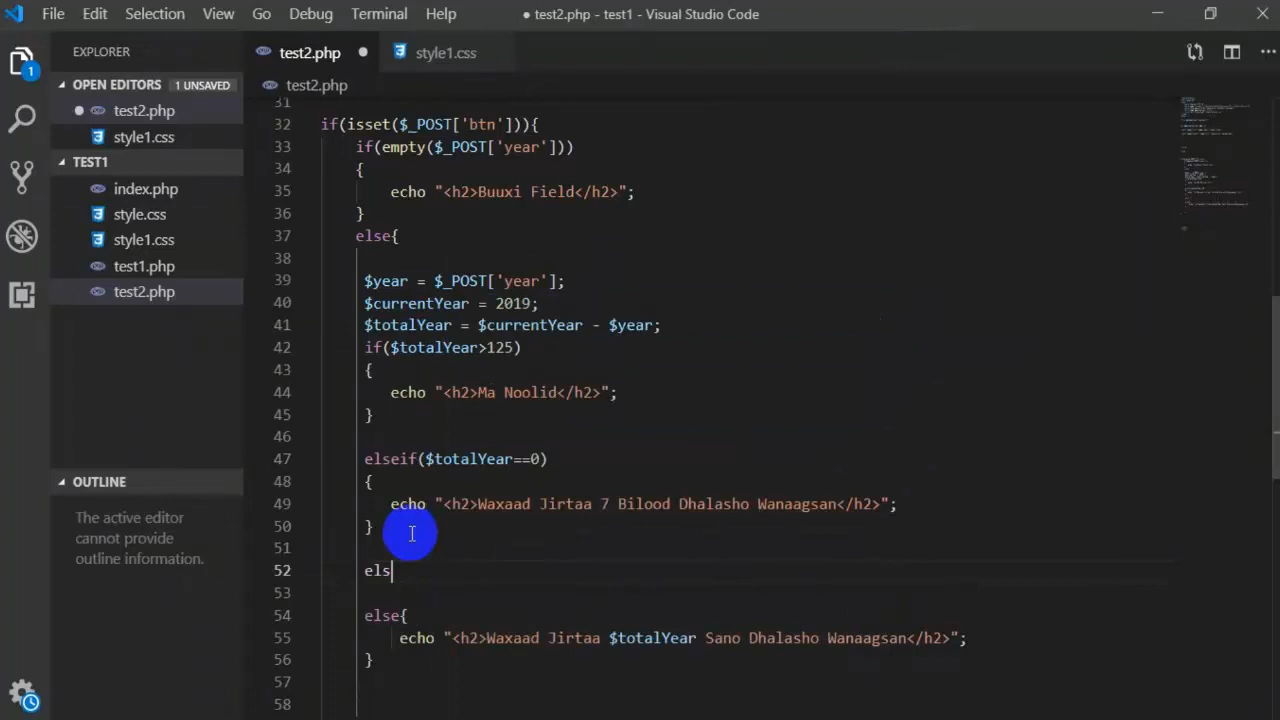 File Edit Selection View Go Debug Terminal Help ● test2.php - test1 - Visual Studio Code
EXPLORER
OPEN EDITORS 1 UNSAVED
test2.php
style1.css
TEST1
index.php
style.css
style1.css
test1.php
test2.php
OUTLINE
The active editor
cannot provide
outline information.
1
test2.php ● style1.css
test2.php
31
32 if(isset($_POST['btn'])){
33 if(empty($_POST['year']))
34 {
35 echo "<h2>Buuxi Field</h2>";
36 }
37 else{
38
39 $year = $_POST['year'];
40 $currentYear = 2019;
41 $totalYear = $currentYear - $year;
42 if($totalYear>125)
43 {
44 echo "<h2>Ma Noolid</h2>";
45 }
46
47 elseif($totalYear==0)
48 {
49 echo "<h2>Waxaad Jirtaa 7 Bilood Dhalasho Wanaagsan</h2>";
50 }
51
52 els
53
54 else{
55 echo "<h2>Waxaad Jirtaa $totalYear Sano Dhalasho Wanaagsan</h2>";
56 }
57
58